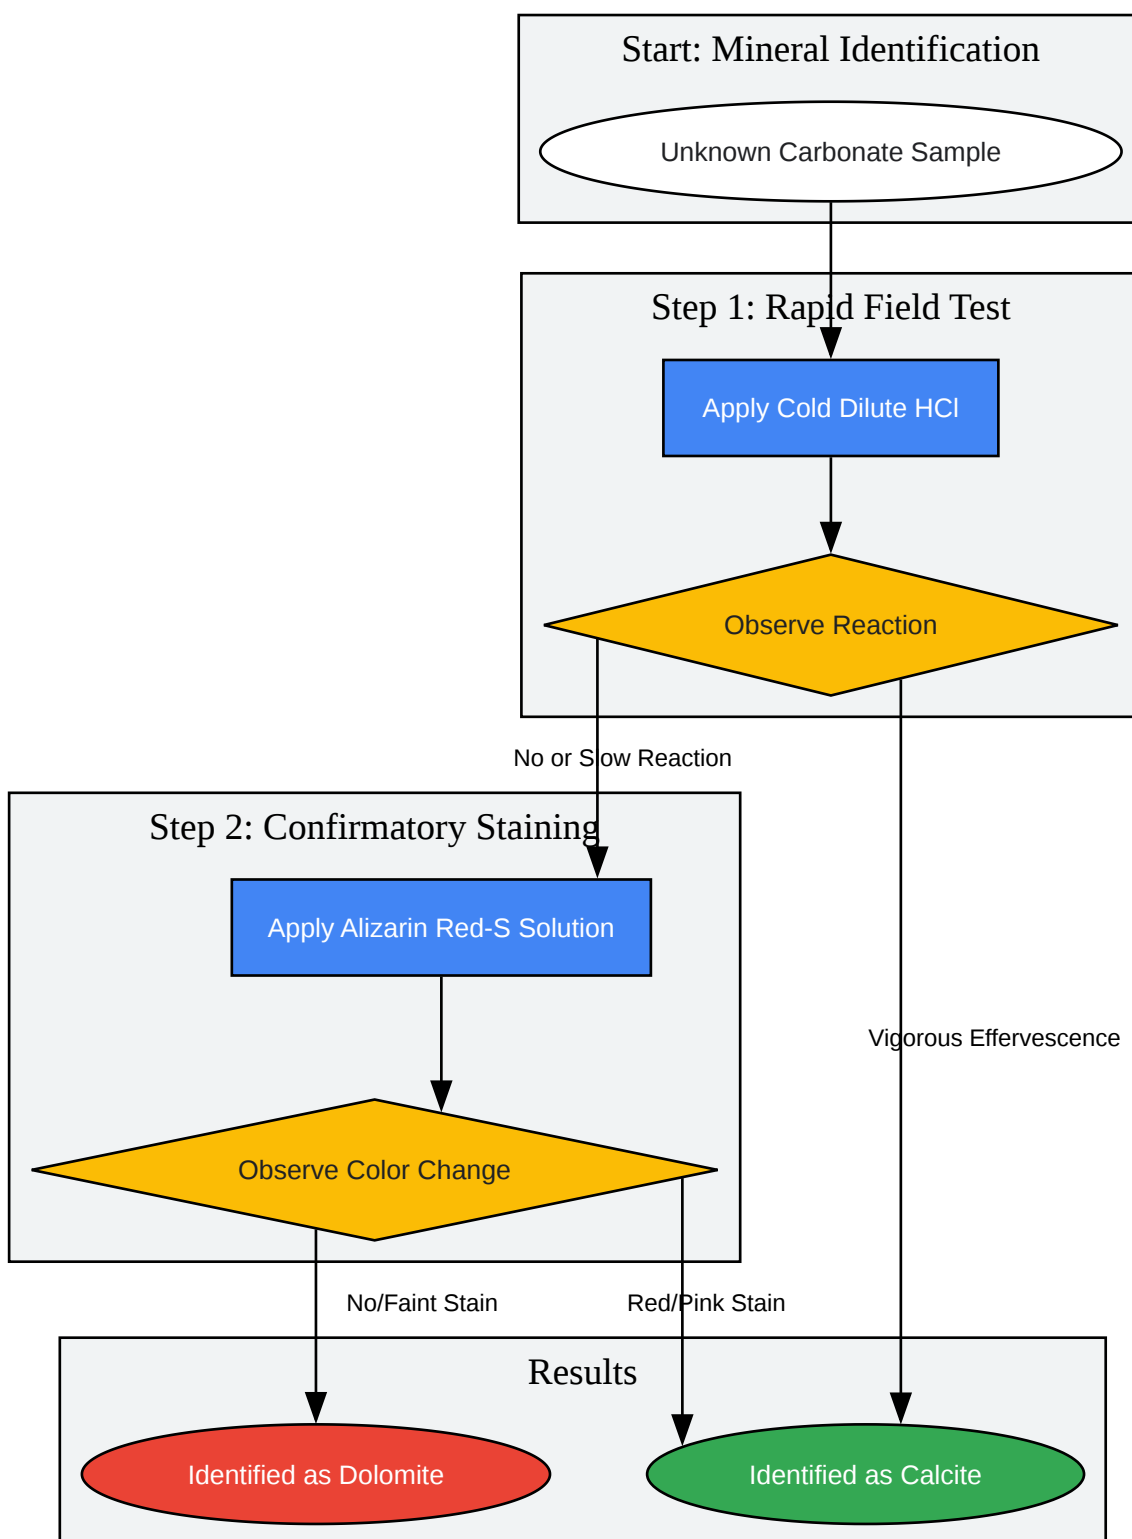 Start: Mineral Identification
Unknown Carbonate Sample
Step 1: Rapid Field Test
Apply Cold Dilute HCl
Observe Reaction
No or Slow Reaction
Step 2: Confirmatory Staining
Apply Alizarin Red-S Solution
Vigorous Effervescence
Observe Color Change
No/Faint Stain
Red/Pink Stain
Results
Identified as Dolomite
Identified as Calcite